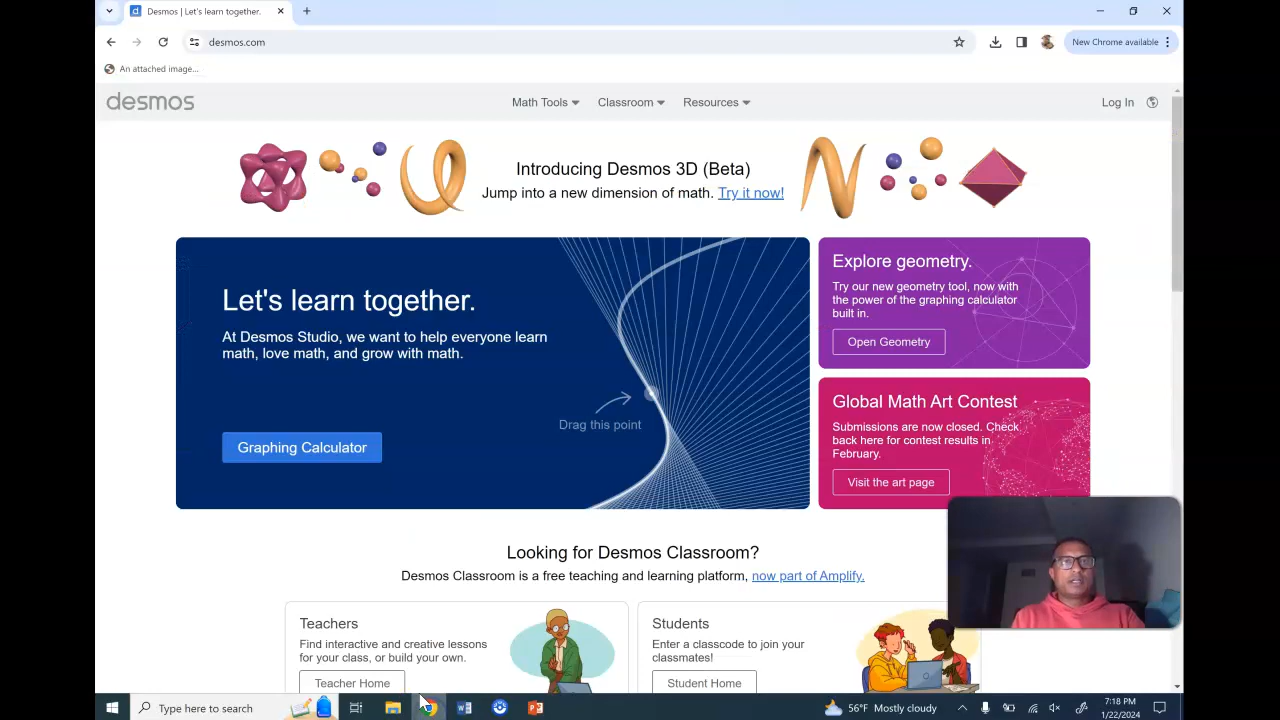 Desmos | Let's learn together.
desmos.com
New Chrome available
An attached image...
desmos
Math Tools
Classroom
Resources
Log In
Introducing Desmos 3D (Beta)
Jump into a new dimension of math. Try it now!
Let's learn together.
At Desmos Studio, we want to help everyone learn
math, love math, and grow with math.
Drag this point
Graphing Calculator
Explore geometry.
Try our new geometry tool, now with
the power of the graphing calculator
built in.
Open Geometry
Global Math Art Contest
Submissions are now closed. Check
back here for contest results in
February.
Visit the art page
Looking for Desmos Classroom?
Desmos Classroom is a free teaching and learning platform, now part of Amplify.
Teachers
Find interactive and creative lessons
for your class, or build your own.
Teacher Home
Students
Enter a classcode to join your
classmates!
Student Home
Type here to search
56°F Mostly cloudy
7:18 PM
1/22/2024